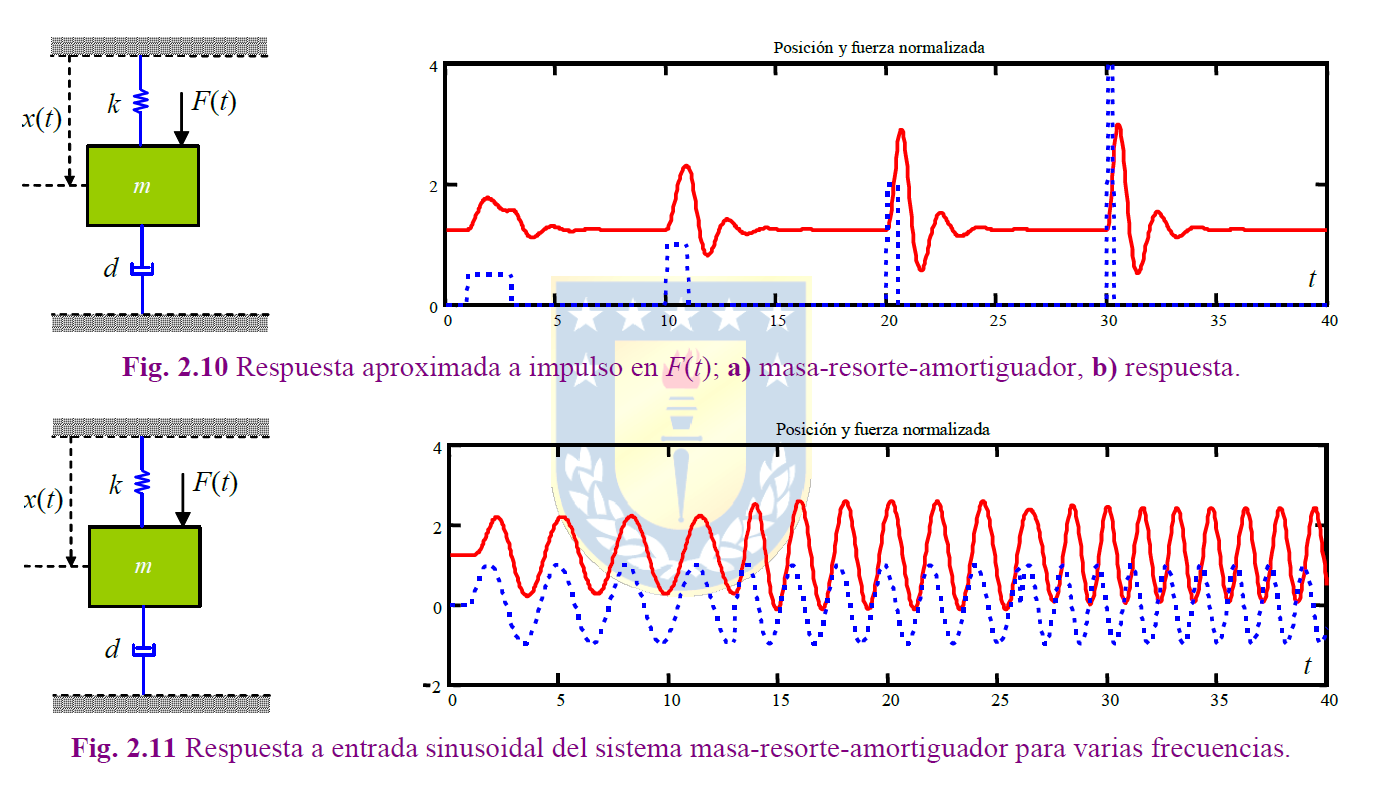 Posición y fuerza normalizada
x(t)
k
F(t)
m
d
4
2
0
0 5 10 15 20 25 30 35 40
t
Fig. 2.10 Respuesta aproximada a impulso en F(t); a) masa-resorte-amortiguador, b) respuesta.
Posición y fuerza normalizada
x(t)
k
F(t)
m
d
4
2
0
-2
0 5 10 15 20 25 30 35 40
t
Fig. 2.11 Respuesta a entrada sinusoidal del sistema masa-resorte-amortiguador para varias frecuencias.